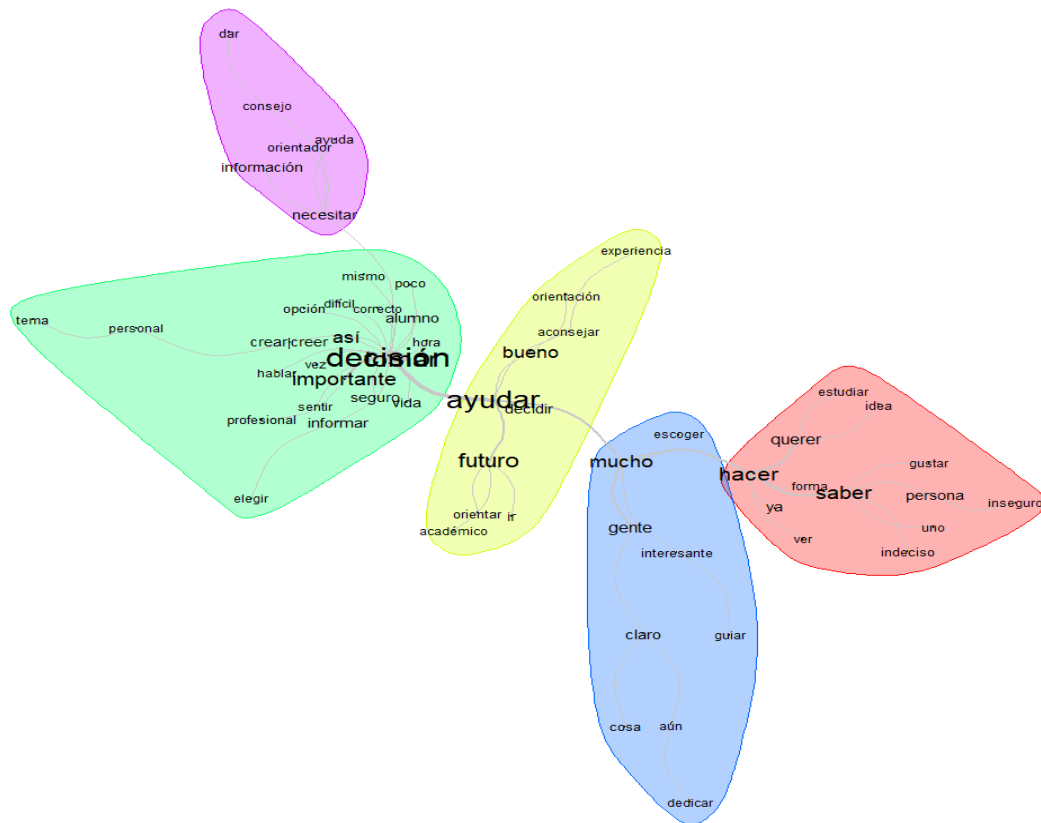 dar
consejo
ayuda
orientador
información
necesitar
mismo
poco
opción
difícil
correcto
alumno
tema
personal
crear|creer
así
hora
decisión
tomar
hablar
vez
importante
seguro
vida
sentir
profesional
informar
elegir
experiencia
orientación
aconsejar
bueno
ayudar
decidir
futuro
orientar
ir
académico
escoger
mucho
gente
interesante
claro
guiar
cosa
aún
dedicar
estudiar
idea
querer
gustar
hacer
forma
saber
persona
inseguro
ya
uno
ver
indeciso